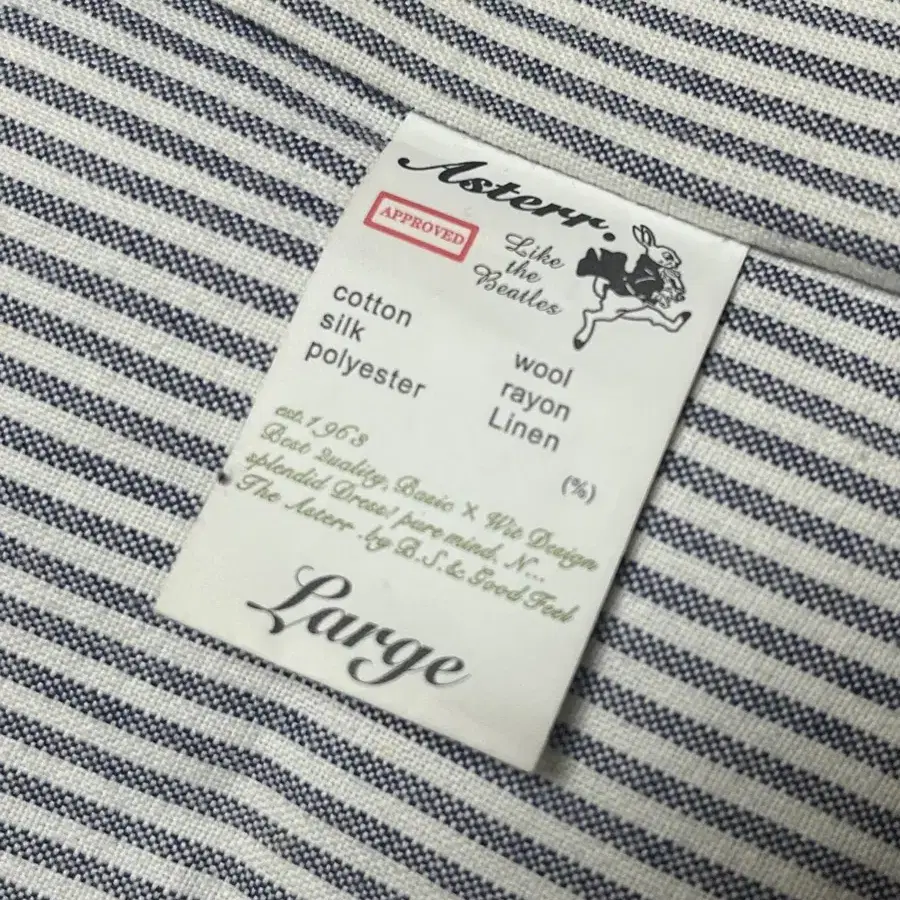 Asterr.
APPROVED
Like
the
Beatles
cotton
silk
polyester
wool
rayon
Linen
(%)
est.1963
Best Quality, Basic X Wit Design
splendid Dress! pure mind, N...
The Asterr .by B.S.& Good Feel
Large